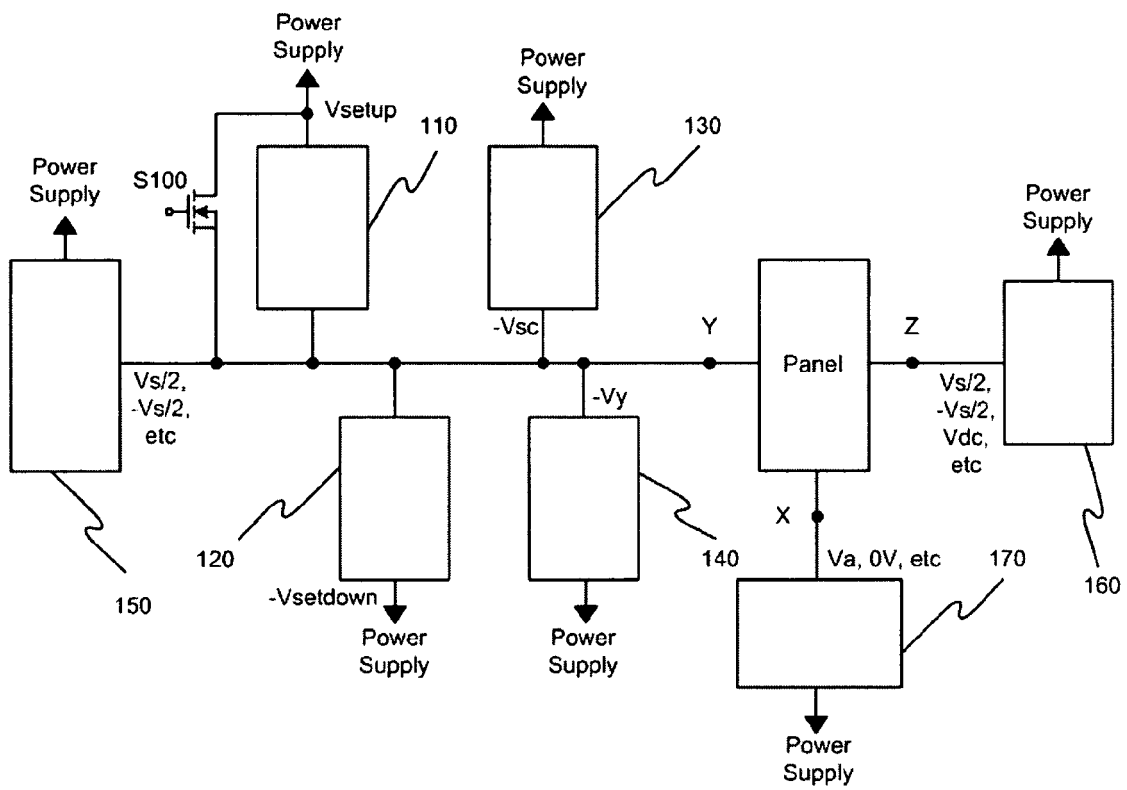 Power
Supply
Vsetup
110
Power
Supply
130
S100
Power
Supply
Power
Supply
-Vsc
Y
Panel
Z
Vs/2,
-Vs/2,
etc
-Vy
Vs/2,
-Vs/2,
Vdc,
etc
X
120
140
Va, 0V, etc
170
160
150
-Vsetdown
Power
Supply
Power
Supply
Power
Supply